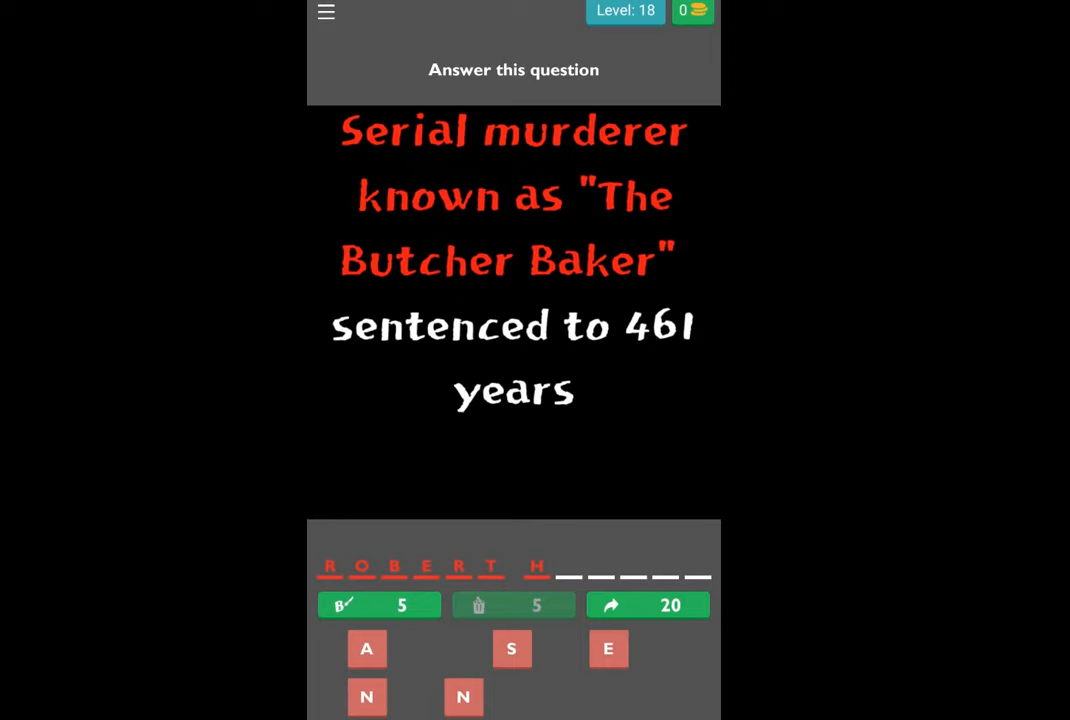 Level: 18 0
Answer this question
Serial murderer
known as "The
Butcher Baker"
sentenced to 461
years
R O B E R T H
B 5 5 20
A S E
N N